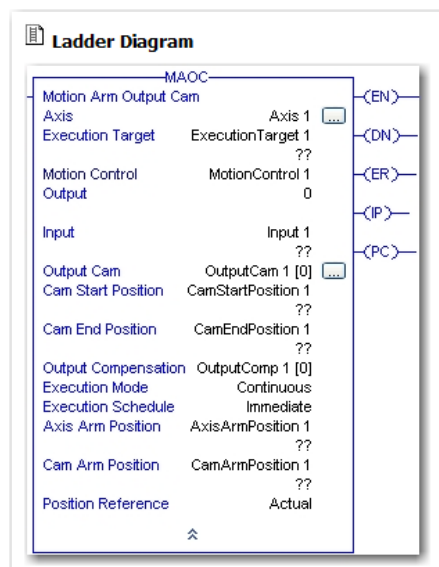 Ladder Diagram
MAOC
Motion Arm Output Cam
Axis Axis 1 ...
Execution Target ExecutionTarget 1
??
Motion Control MotionControl 1
Output 0
Input Input 1
??
Output Cam OutputCam 1 [0] ...
Cam Start Position CamStartPosition 1
??
Cam End Position CamEndPosition 1
??
Output Compensation OutputComp 1 [0]
Execution Mode Continuous
Execution Schedule Immediate
Axis Arm Position AxisArmPosition 1
??
Cam Arm Position CamArmPosition 1
??
Position Reference Actual
(EN)
(DN)
(ER)
(IP)
(PC)